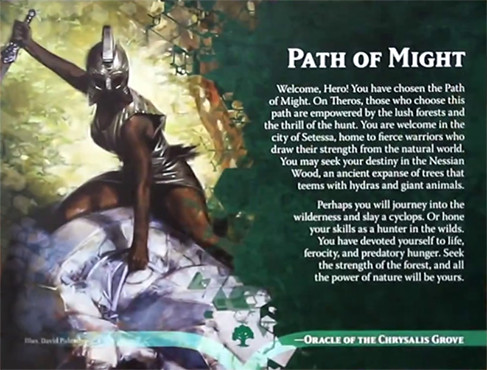 PATH OF MIGHT
Welcome, Hero! You have chosen the Path
of Might. On Theros, those who choose this
path are empowered by the lush forests and
the thrill of the hunt. You are welcome in the
city of Setessa, home to fierce warriors who
draw their strength from the natural world.
You may seek your destiny in the Nessian
Wood, an ancient expanse of trees that
teems with hydras and giant animals.
Perhaps you will journey into the
wilderness and slay a cyclops. Or hone
your skills as a hunter in the wilds.
You have devoted yourself to life,
ferocity, and predatory hunger. Seek
the strength of the forest, and all
the power of nature will be yours.
Illus. David
—ORACLE OF THE CHRYSALIS GROVE